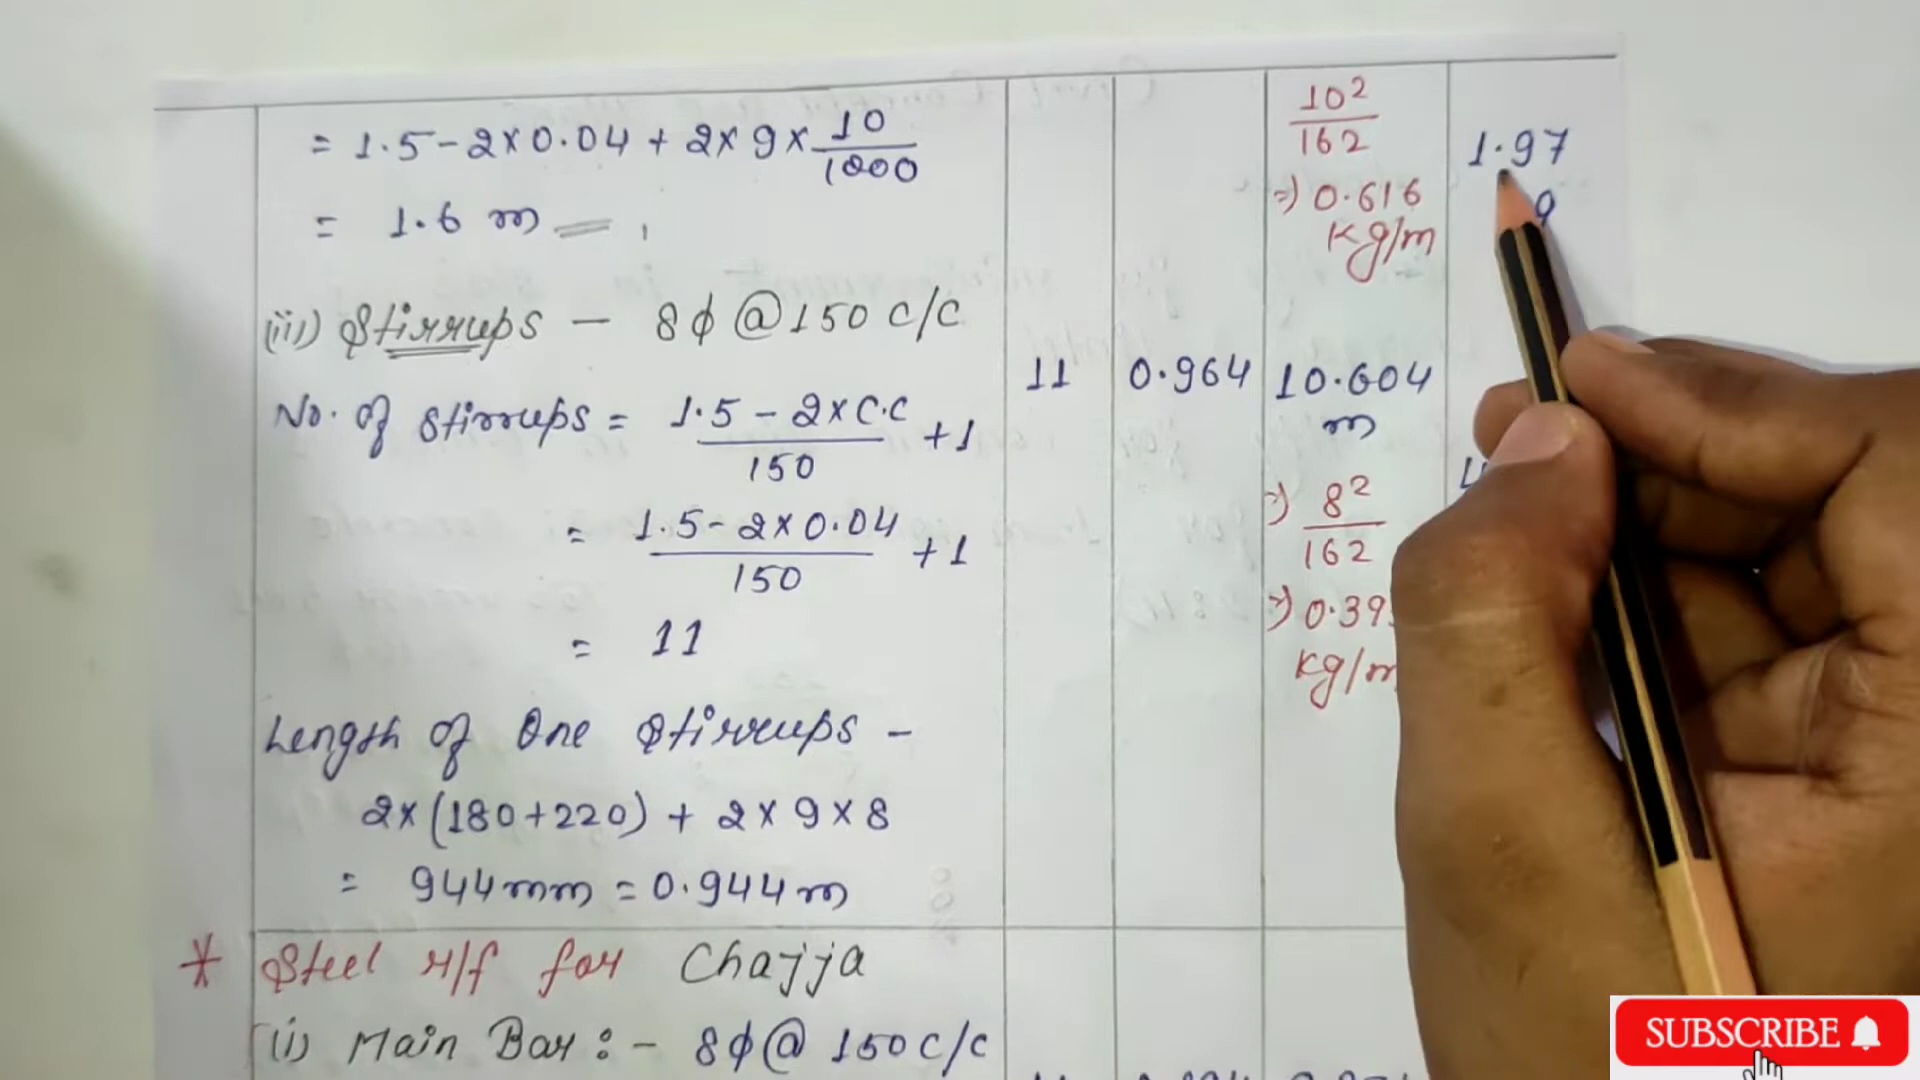 = 1.5 - 2 x 0.04 + 2 x 9 x 10/1000
= 1.6 m
10²/162
=) 0.616
Kg/m
1.97
9
(iii) Stirrups - 8ϕ @ 150 C/C
No. of Stirrups = 1.5 - 2 x C.C / 150 + 1
11 0.964 10.604
m
= 1.5 - 2 x 0.04 / 150 + 1
=) 8²/162
= 11
=) 0.39
Kg/m
Length of One Stirrups -
2 x (180 + 220) + 2 x 9 x 8
= 944 mm = 0.944 m
* Steel r/f for Chajja
(i) Main Bar : - 8ϕ @ 150 C/C
SUBSCRIBE